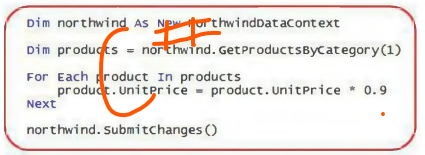 Dim northwind As New NorthwindDataContext
Dim products = northwind.GetProductsByCategory(1)
For Each product In products
product.UnitPrice = product.UnitPrice * 0.9
Next
northwind.SubmitChanges()